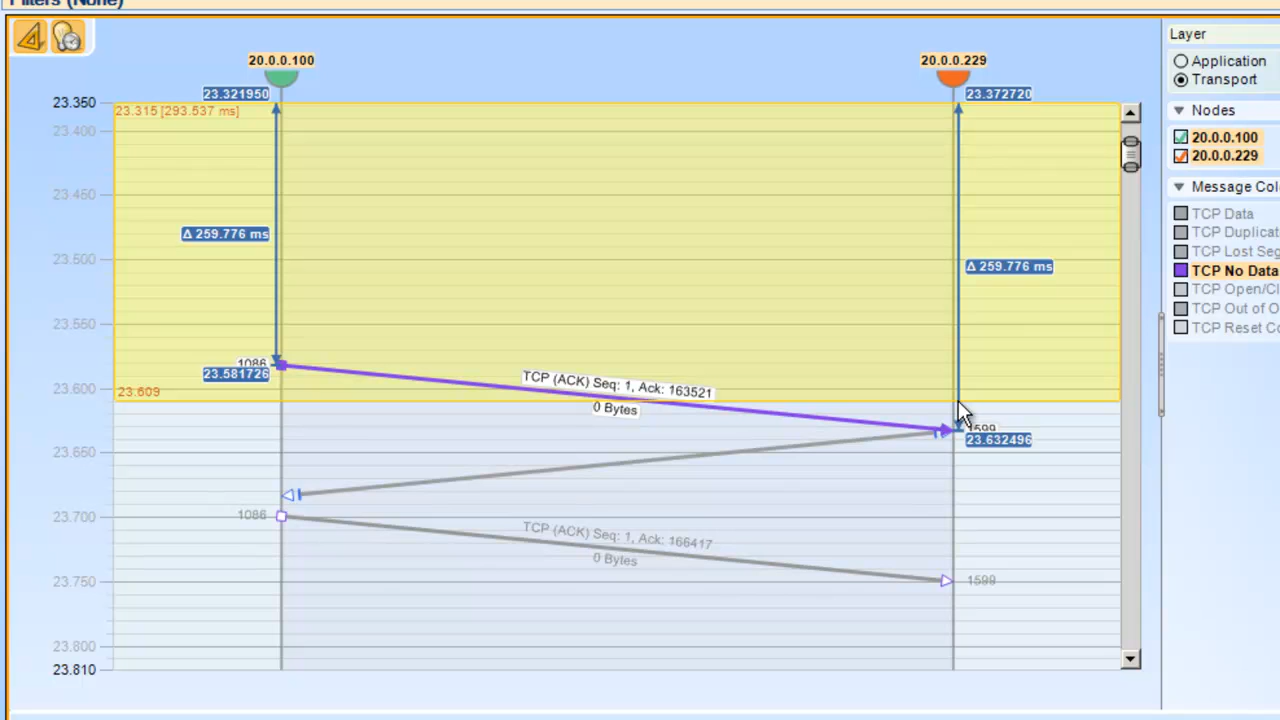 Filters (None)
Layer
20.0.0.100
20.0.0.229
Application
Transport
23.321950
23.372720
23.350
23.315 [293.537 ms]
Nodes
23.400
20.0.0.100
20.0.0.229
Message Col
23.450
TCP Data
Δ 259.776 ms
TCP Duplicat
TCP Lost Seg
23.500
Δ 259.776 ms
TCP No Data
TCP Open/Cl
TCP Out of O
23.550
TCP Reset Co
1086
23.581726
TCP (ACK) Seq: 1, Ack: 163521
23.600
23.609
0 Bytes
1599
23.632496
23.650
23.700
1086
TCP (ACK) Seq: 1, Ack: 166417
0 Bytes
23.750
1599
23.800
23.810